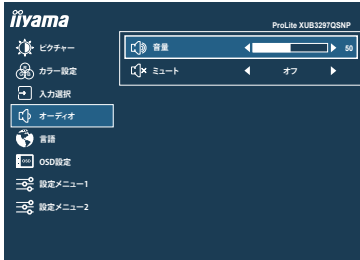 iiyama
ProLite XUB3297QSNP
ピクチャー
カラー設定
入力選択
オーディオ
言語
OSD
OSD設定
設定メニュー1
設定メニュー2
音量 50
ミュート オフ